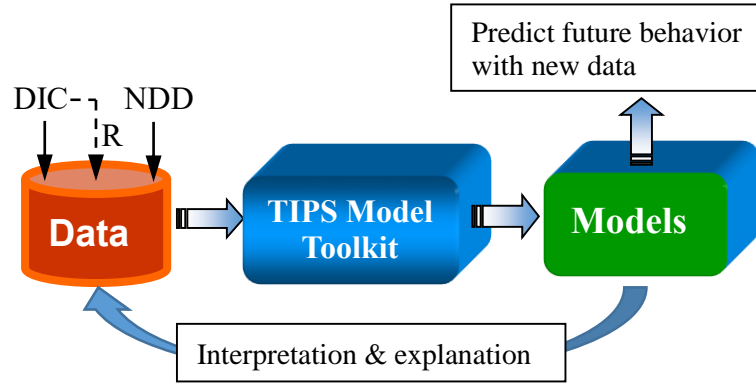 Predict future behavior
with new data
DIC
NDD
R
Data
TIPS Model
Toolkit
Models
Interpretation & explanation